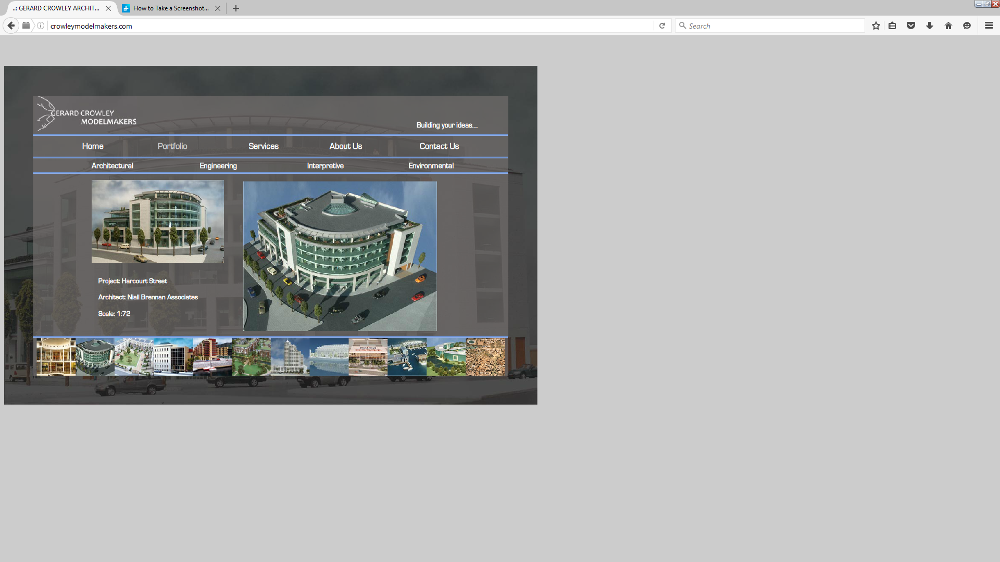 ..: GERARD CROWLEY ARCHIT...
How to Take a Screenshot...
crowleymodelmakers.com
Search
GERARD CROWLEY
MODELMAKERS
Building your ideas....
Home Portfolio Services About Us Contact Us
Architectural Engineering Interpretive Environmental
Project: Harcourt Street
Architect: Niall Brennan Associates
Scale: 1:72
TESCO